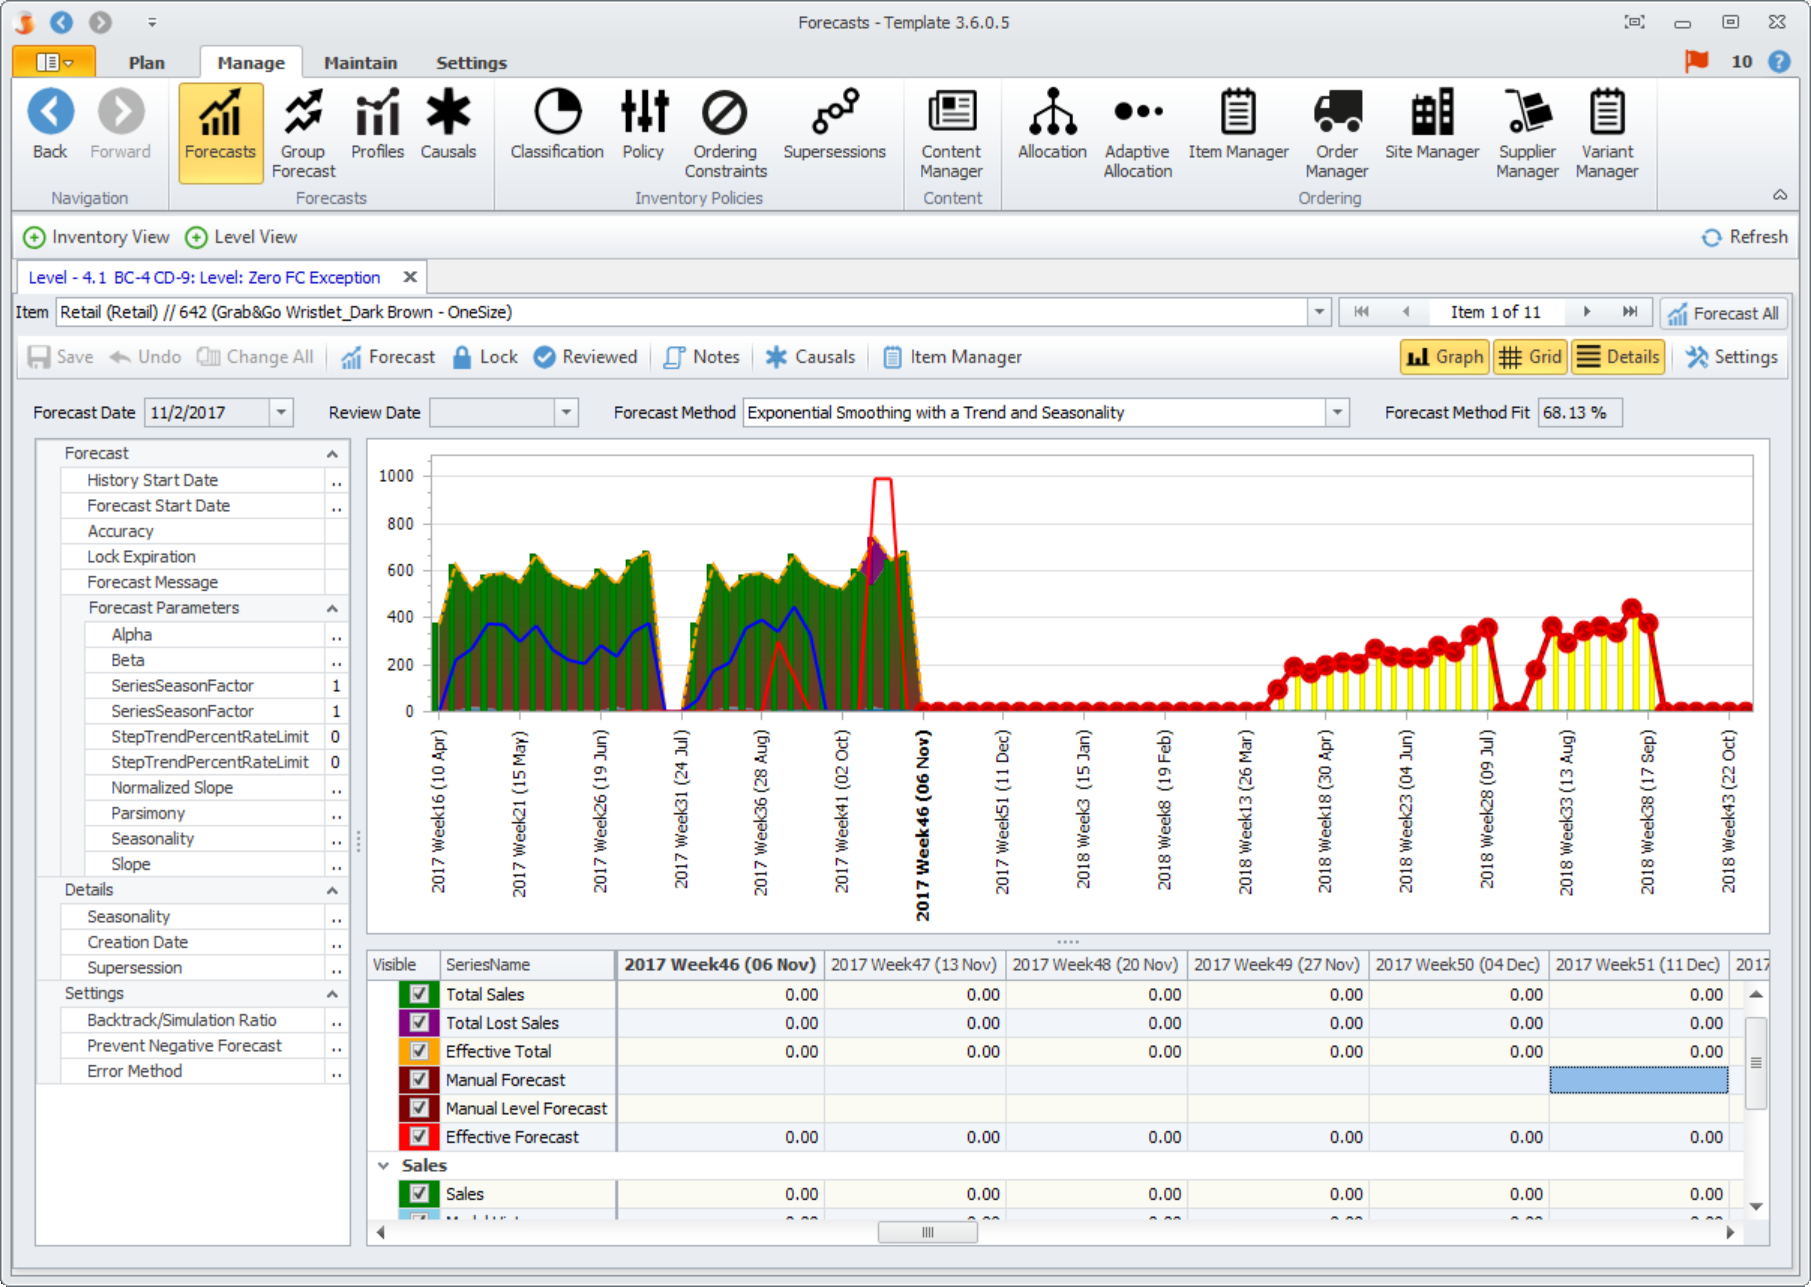 Forecasts - Template 3.6.0.5
Plan Manage Maintain Settings 10 ?
Back Forward Forecasts Group Forecast Profiles Causals Classification Policy Ordering Constraints Supersessions Content Manager Allocation Adaptive Allocation Item Manager Order Manager Site Manager Supplier Manager Variant Manager
Navigation Forecasts Inventory Policies Content Ordering
Inventory View Level View Refresh
Level - 4.1 BC-4 CD-9: Level: Zero FC Exception
Item Retail (Retail) // 642 (Grab&Go Wristlet_Dark Brown - OneSize) Item 1 of 11 Forecast All
Save Undo Change All Forecast Lock Reviewed Notes Causals Item Manager Graph Grid Details Settings
Forecast Date 11/2/2017 Review Date Forecast Method Exponential Smoothing with a Trend and Seasonality Forecast Method Fit 68.13 %
Forecast
History Start Date ..
Forecast Start Date ..
Accuracy
Lock Expiration
Forecast Message
Forecast Parameters
Alpha ..
Beta ..
SeriesSeasonFactor 1
SeriesSeasonFactor 1
StepTrendPercentRateLimit 0
StepTrendPercentRateLimit 0
Normalized Slope ..
Parsimony ..
Seasonality ..
Slope ..
Details
Seasonality ..
Creation Date ..
Supersession ..
Settings
Backtrack/Simulation Ratio ..
Prevent Negative Forecast ..
Error Method ..
1000
800
600
400
200
0
2017 Week16 (10 Apr)
2017 Week21 (15 May)
2017 Week26 (19 Jun)
2017 Week31 (24 Jul)
2017 Week36 (28 Aug)
2017 Week41 (02 Oct)
2017 Week46 (06 Nov)
2017 Week51 (11 Dec)
2018 Week3 (15 Jan)
2018 Week8 (19 Feb)
2018 Week13 (26 Mar)
2018 Week18 (30 Apr)
2018 Week23 (04 Jun)
2018 Week28 (09 Jul)
2018 Week33 (13 Aug)
2018 Week38 (17 Sep)
2018 Week43 (22 Oct)
Visible SeriesName 2017 Week46 (06 Nov) 2017 Week47 (13 Nov) 2017 Week48 (20 Nov) 2017 Week49 (27 Nov) 2017 Week50 (04 Dec) 2017 Week51 (11 Dec) 2017
Total Sales 0.00 0.00 0.00 0.00 0.00 0.00
Total Lost Sales 0.00 0.00 0.00 0.00 0.00 0.00
Effective Total 0.00 0.00 0.00 0.00 0.00 0.00
Manual Forecast
Manual Level Forecast
Effective Forecast 0.00 0.00 0.00 0.00 0.00 0.00
Sales
Sales 0.00 0.00 0.00 0.00 0.00 0.00